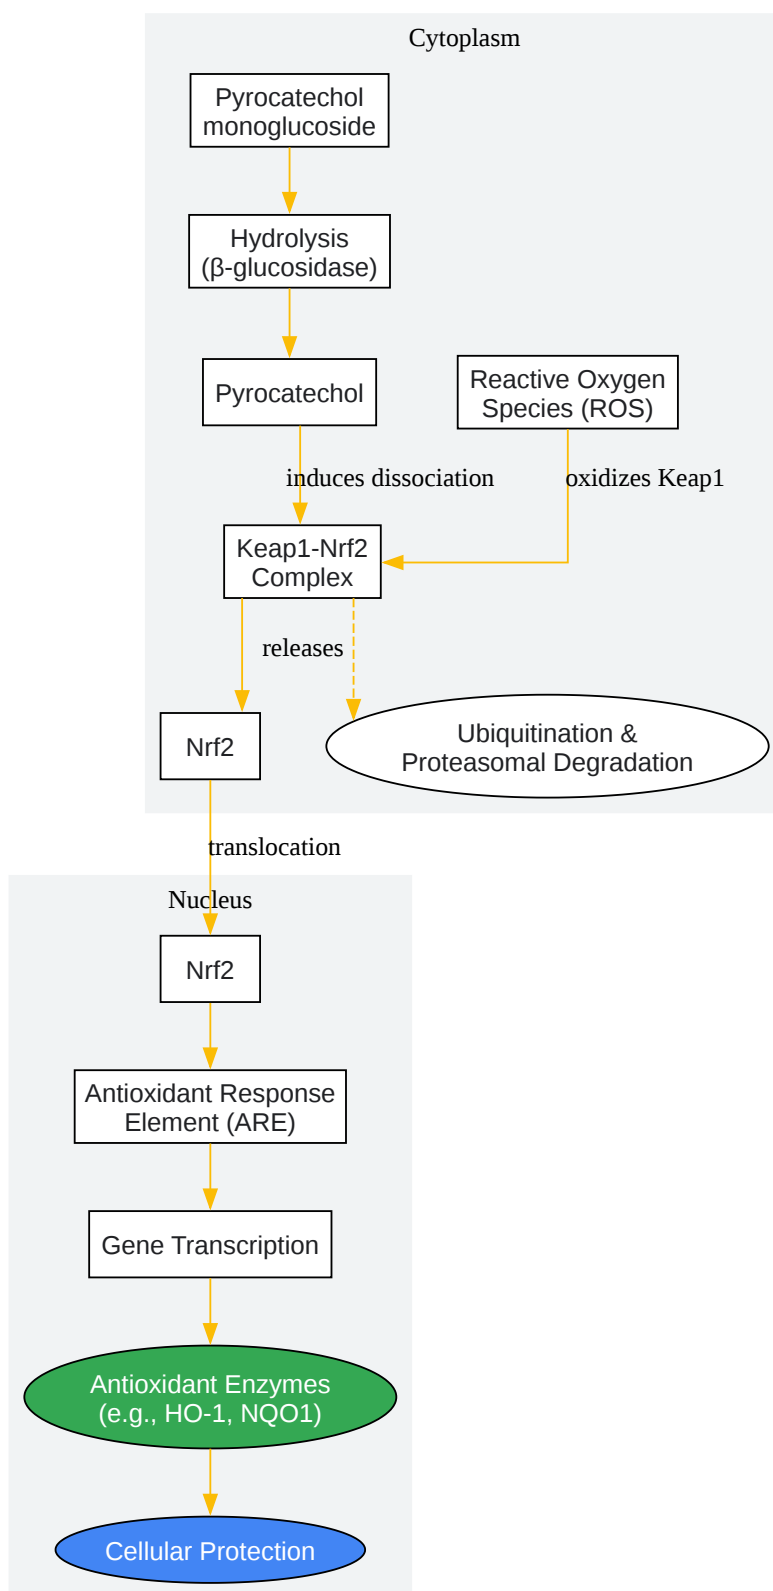 Cytoplasm
Pyrocatechol
monoglucoside
Hydrolysis
(β-glucosidase)
Pyrocatechol
Reactive Oxygen
Species (ROS)
induces dissociation
oxidizes Keap1
Keap1-Nrf2
Complex
releases
Nrf2
Ubiquitination &
Proteasomal Degradation
translocation
Nucleus
Nrf2
Antioxidant Response
Element (ARE)
Gene Transcription
Antioxidant Enzymes
(e.g., HO-1, NQO1)
Cellular Protection